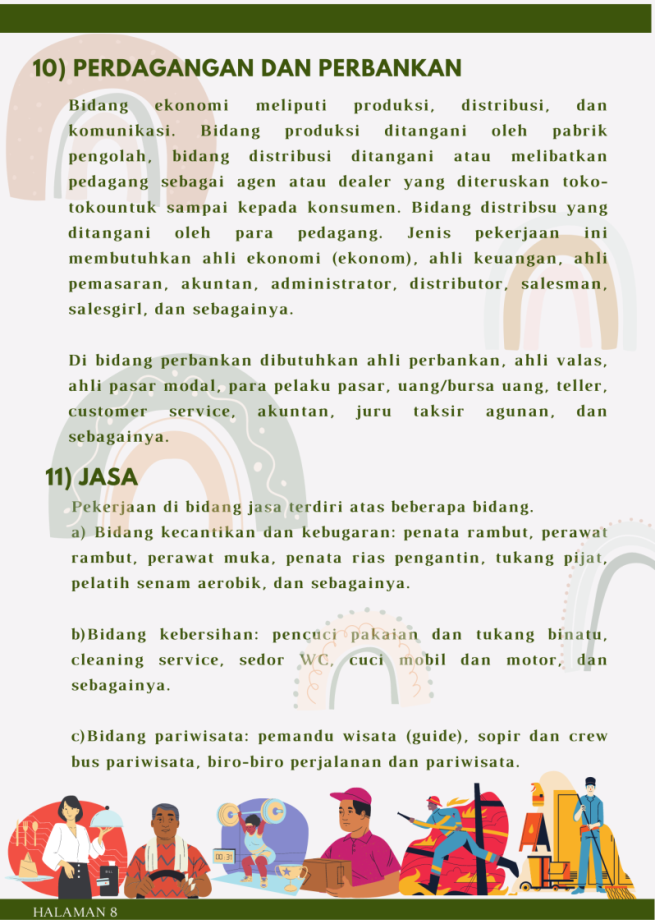 10) PERDAGANGAN DAN PERBANKAN
Bidang ekonomi meliputi produksi, distribusi, dan
komunikasi. Bidang produksi ditangani oleh pabrik
pengolah, bidang distribusi ditangani atau melibatkan
pedagang sebagai agen atau dealer yang diteruskan toko-
tokountuk sampai kepada konsumen. Bidang distribsu yang
ditangani oleh para pedagang. Jenis pekerjaan ini
membutuhkan ahli ekonomi (ekonom), ahli keuangan, ahli
pemasaran, akuntan, administrator, distributor, salesman,
salesgirl, dan sebagainya.
Di bidang perbankan dibutuhkan ahli perbankan, ahli valas,
ahli pasar modal, para pelaku pasar, uang/bursa uang, teller,
customer service, akuntan, juru taksir agunan, dan
sebagainya.
11) JASA
Pekerjaan di bidang jasa terdiri atas beberapa bidang.
a) Bidang kecantikan dan kebugaran: penata rambut, perawat
rambut, perawat muka, penata rias pengantin, tukang pijat,
pelatih senam aerobik, dan sebagainya.
b)Bidang kebersihan: pencuci pakaian dan tukang binatu,
cleaning service, sedor WC, cuci mobil dan motor, dan
sebagainya.
c)Bidang pariwisata: pemandu wisata (guide), sopir dan crew
bus pariwisata, biro-biro perjalanan dan pariwisata.
00:31
HALAMAN 8